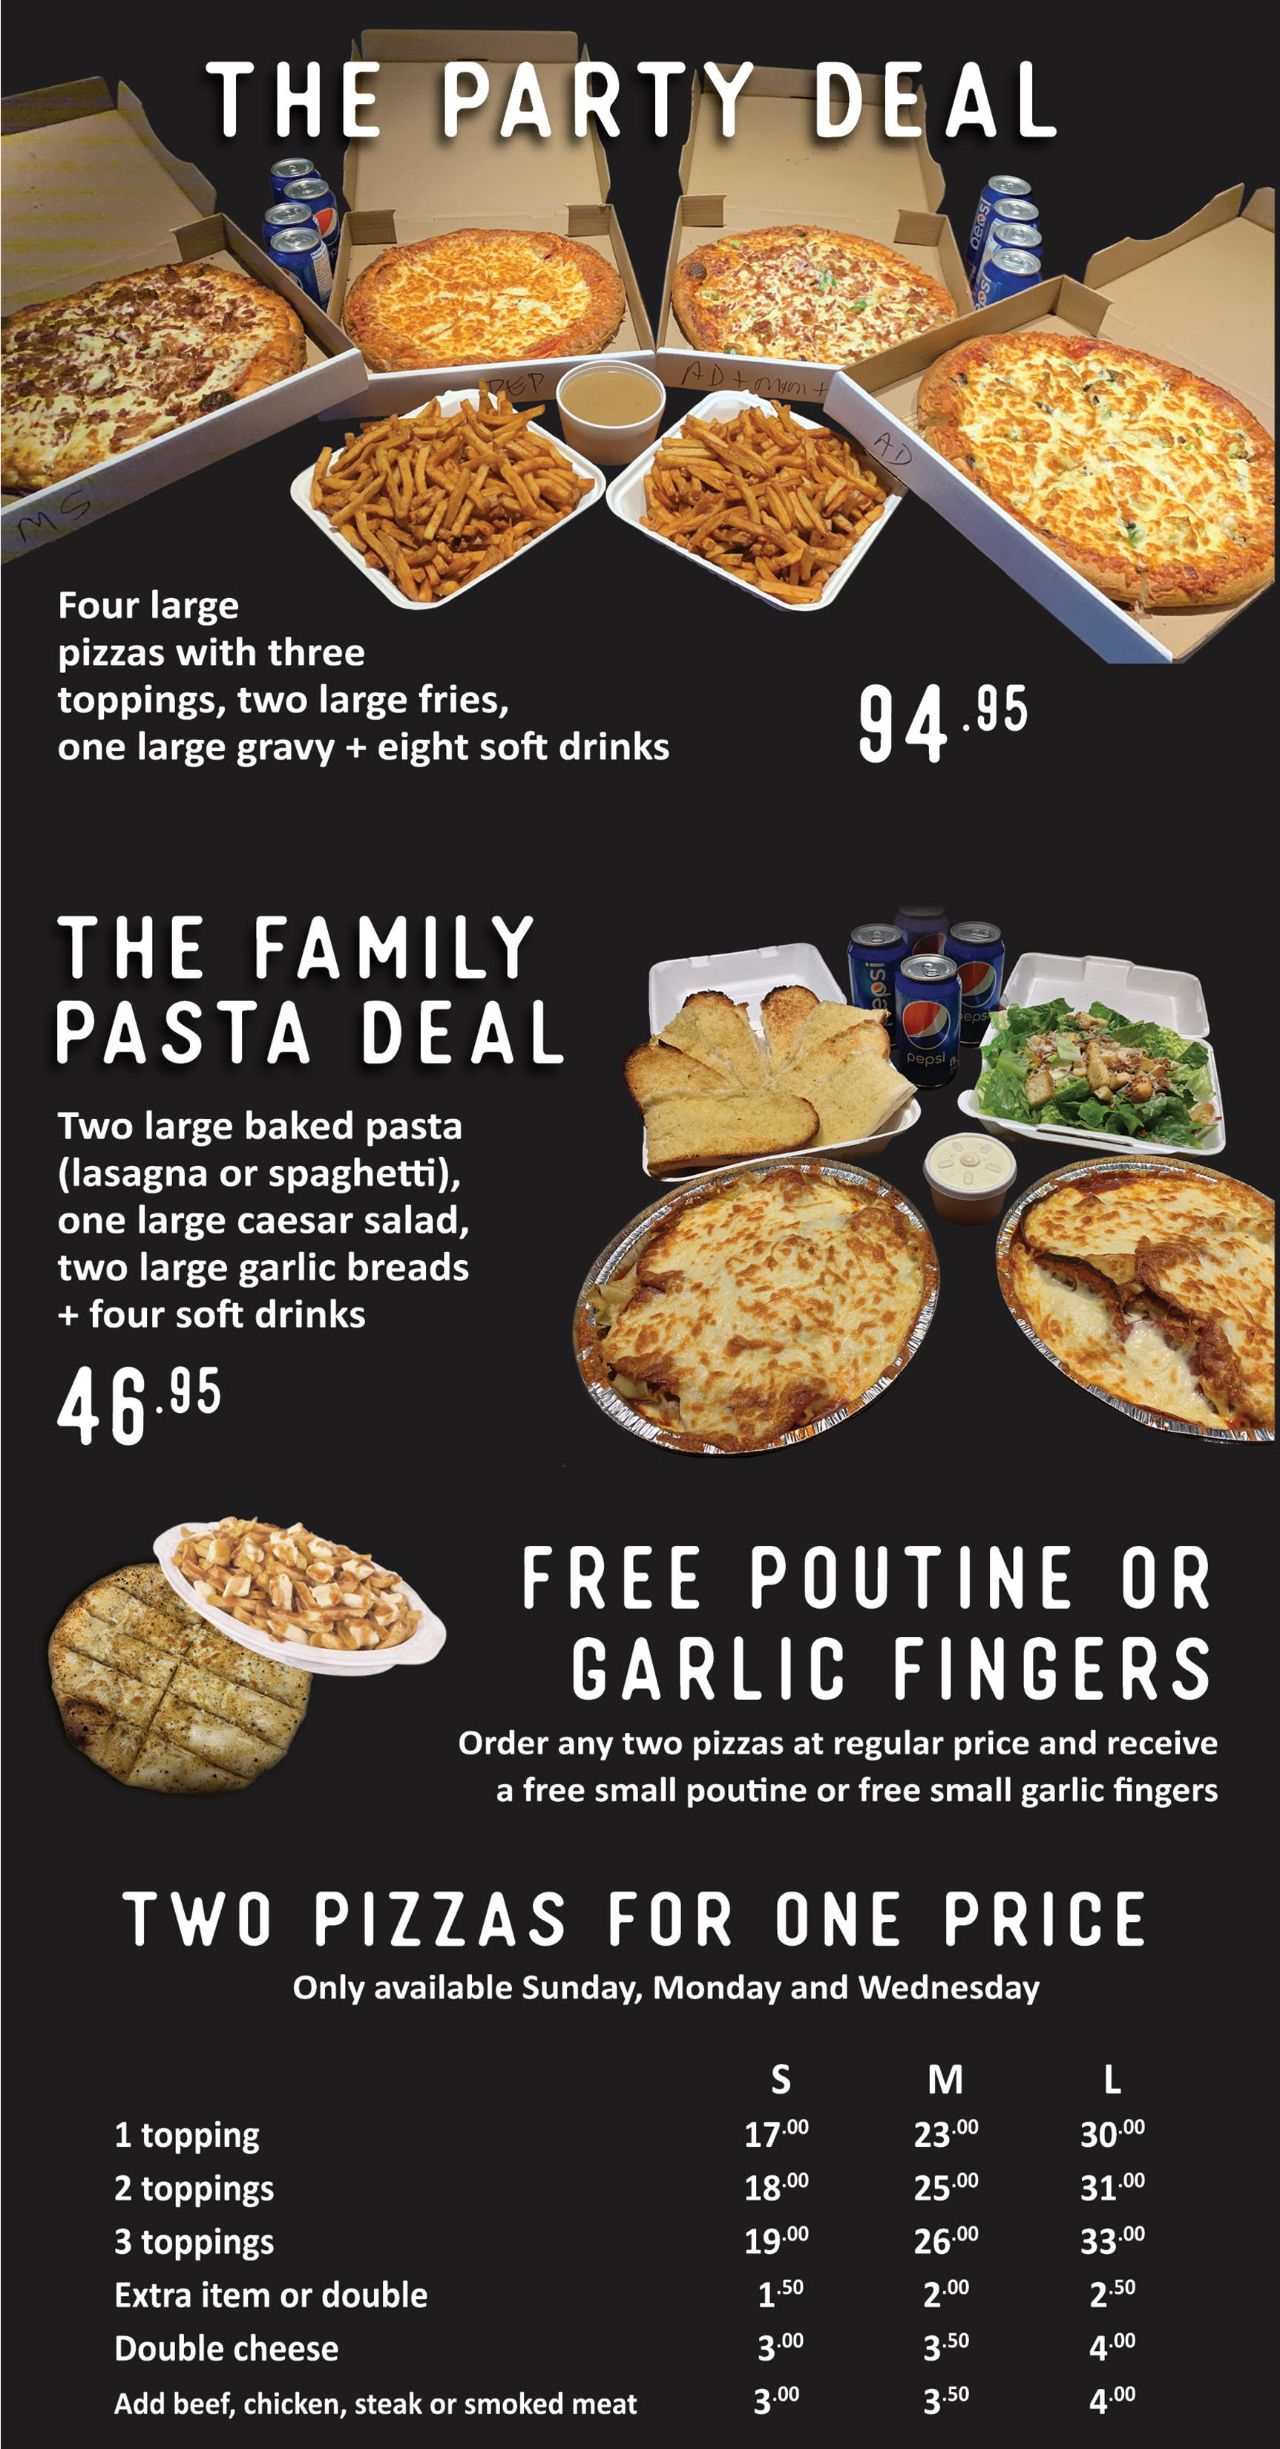 THE PARTY DEAL
pepsi
pepsi
PEP
AD + mam +
AD
MS
Four large
pizzas with three
toppings, two large fries,
one large gravy + eight soft drinks
94.95
THE FAMILY
PASTA DEAL
pepsi
pepsi
pepsi
Two large baked pasta
(lasagna or spaghetti),
one large caesar salad,
two large garlic breads
+ four soft drinks
46.95
FREE POUTINE OR
GARLIC FINGERS
Order any two pizzas at regular price and receive
a free small poutine or free small garlic fingers
TWO PIZZAS FOR ONE PRICE
Only available Sunday, Monday and Wednesday
S M L
1 topping 17.00 23.00 30.00
2 toppings 18.00 25.00 31.00
3 toppings 19.00 26.00 33.00
Extra item or double 1.50 2.00 2.50
Double cheese 3.00 3.50 4.00
Add beef, chicken, steak or smoked meat 3.00 3.50 4.00